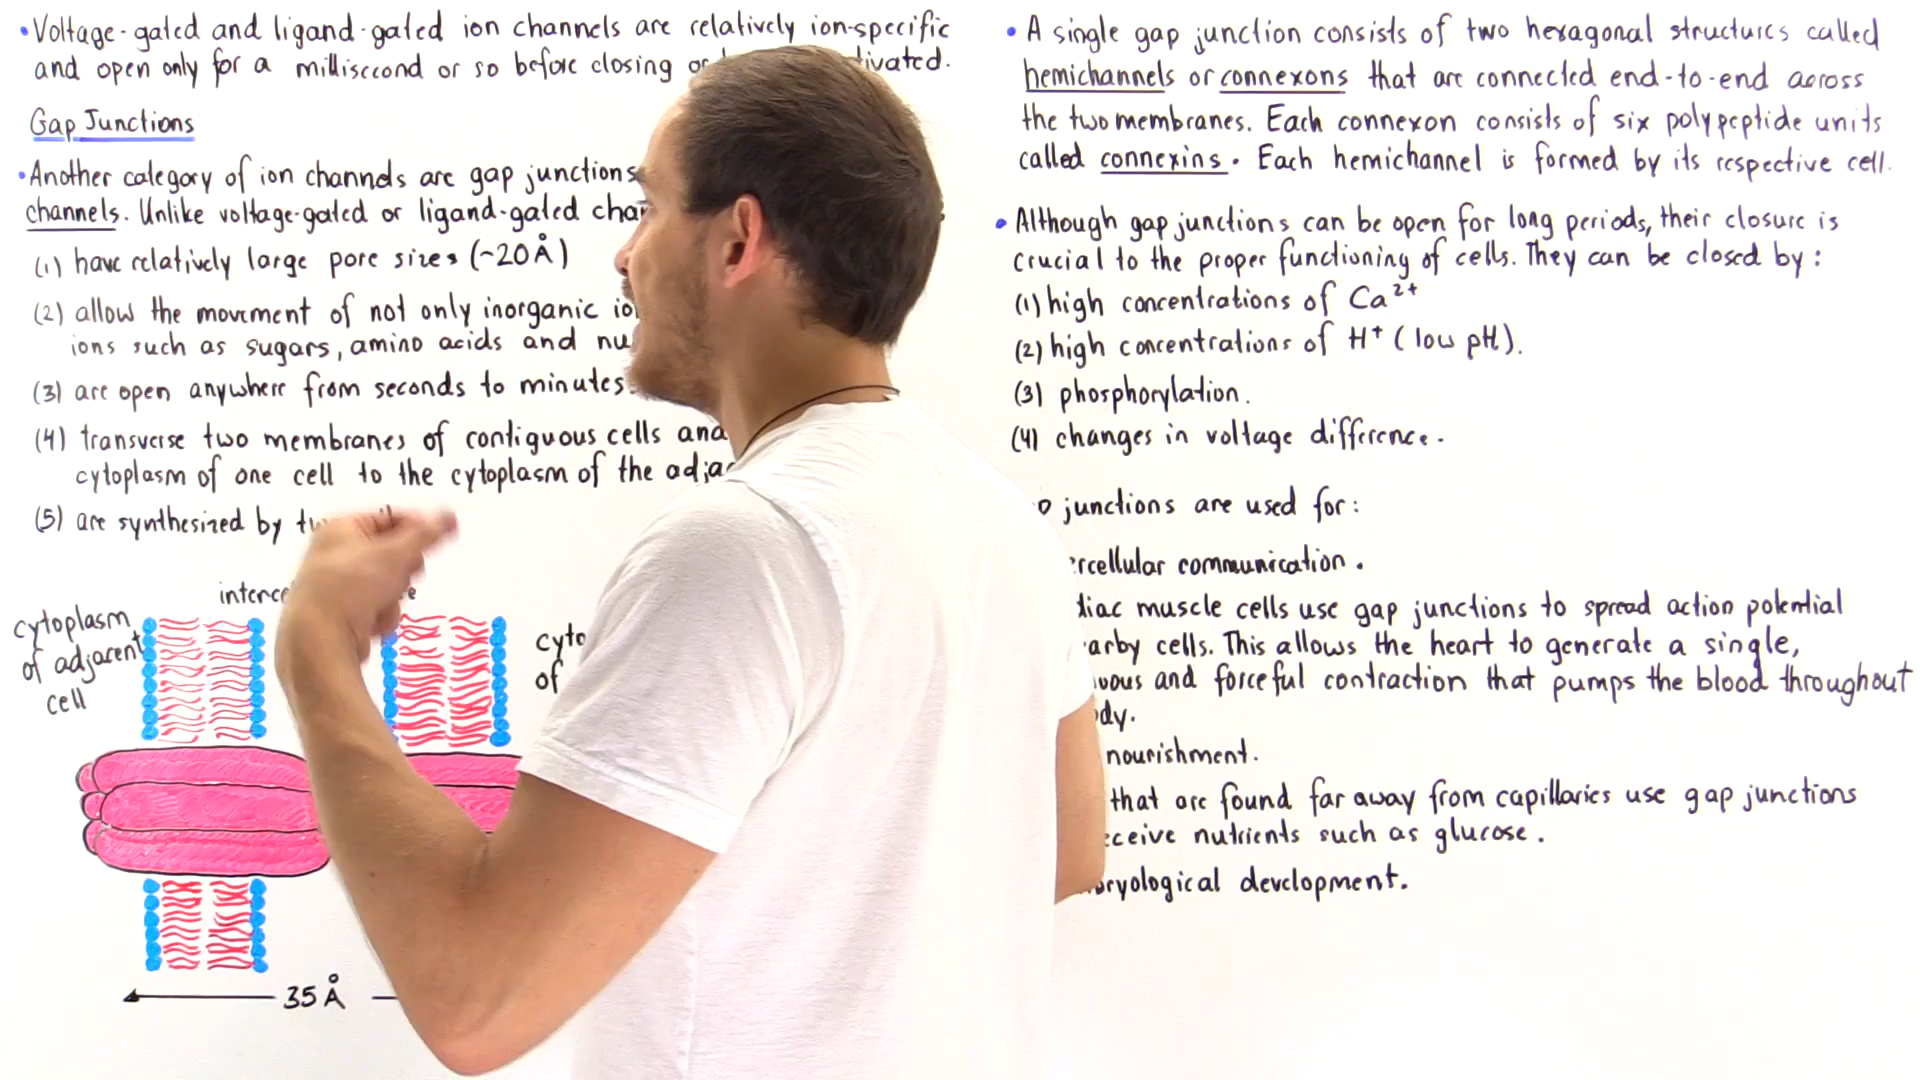 •Voltage-gated and ligand-gated ion channels are relatively ion-specific
and open only for a millisecond or so before closing or tivated.
Gap Junctions
•Another category of ion channels are gap junctions
channels. Unlike voltage-gated or ligand-gated
(1) have relatively large pore sizes (~20Å)
(2) allow the movement of not only inorganic
ions such as sugars, amino acids and
(3) are open anywhere from seconds to minutes.
(4) transverse two membranes of contiguous cells and
cytoplasm of one cell to the cytoplasm of the
(5) are synthesized by
cytoplasm
of adjacent
cell
of
35 Å
• A single gap junction consists of two hexagonal structures called
hemichannels or connexons that are connected end-to-end across
the two membranes. Each connexon consists of six polypeptide units
called connexins. Each hemichannel is formed by its respective cell.
• Although gap junctions can be open for long periods, their closure is
crucial to the proper functioning of cells. They can be closed by:
(1) high concentrations of Ca²⁺
(2) high concentrations of H⁺ (low pH).
(3) phosphorylation.
(4) changes in voltage difference.
junctions are used for:
communication.
muscle cells use gap junctions to spread action potential
cells. This allows the heart to generate a single,
and forceful contraction that pumps the blood throughout
nourishment.
that are found far away from capillaries use gap junctions
nutrients such as glucose.
development.